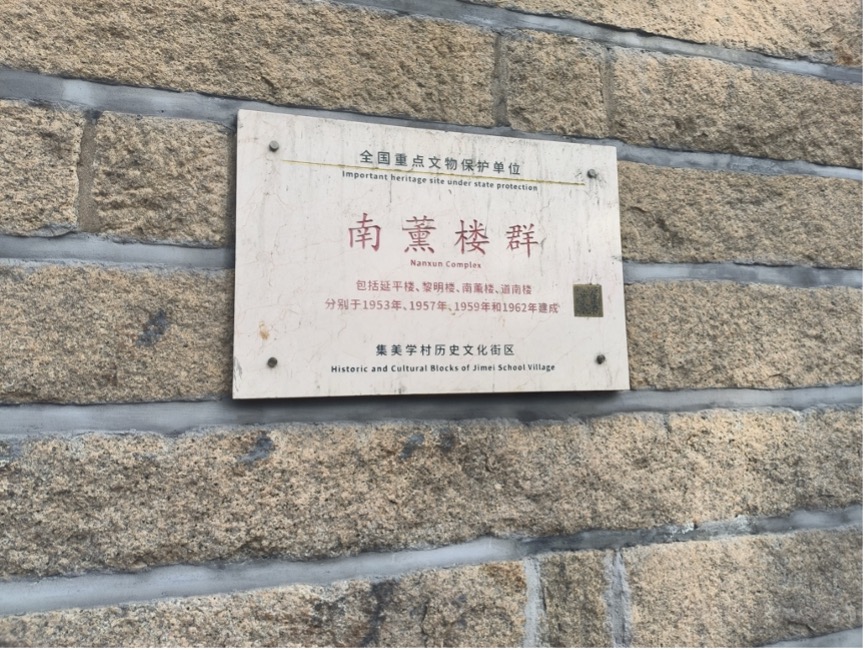 全国重点文物保护单位
Important heritage site under state protection
南薰楼群
Nanxun Complex
包括延平楼、黎明楼、南薰楼、道南楼
分别于1953年、1957年、1959年和1962年建成
集美学村历史文化街区
Historic and Cultural Blocks of Jimei School Village